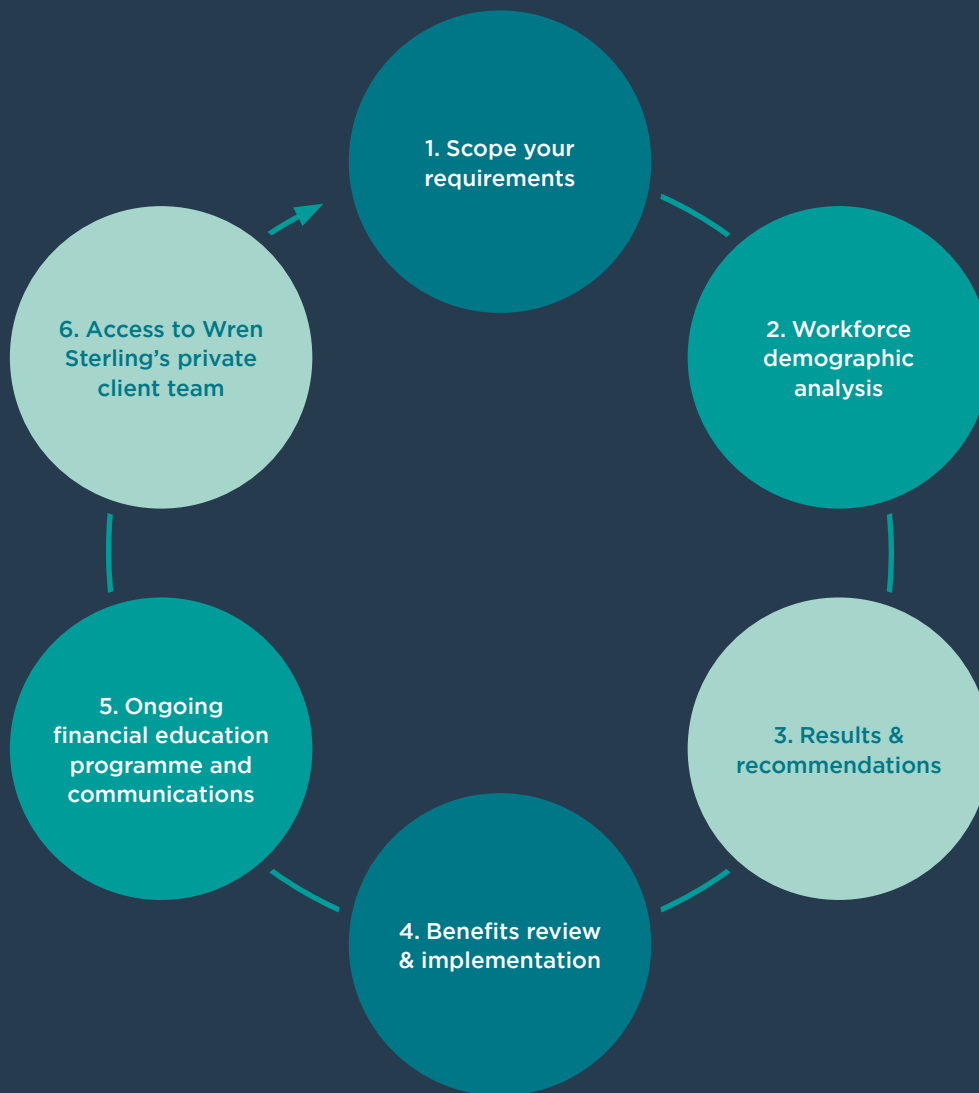 1. Scope your
requirements
2. Workforce
demographic
analysis
3. Results &
recommendations
4. Benefits review
& implementation
5. Ongoing
financial education
programme and
communications
6. Access to Wren
Sterling’s private
client team